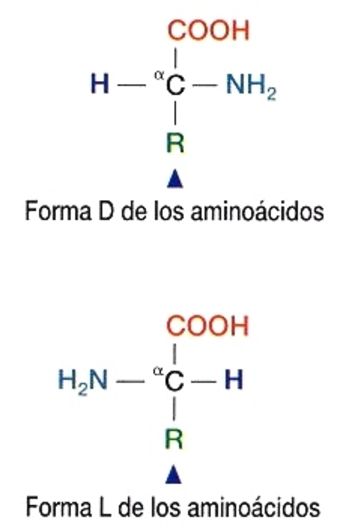 COOH
H — αC — NH₂
R
Forma D de los aminoácidos
COOH
H₂N — αC — H
R
Forma L de los aminoácidos